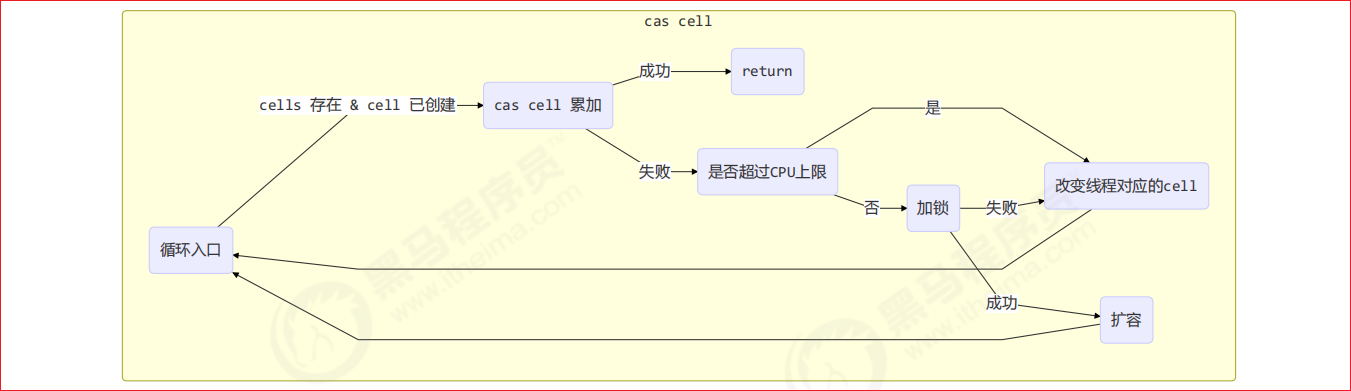 cas cell
成功
return
cells 存在 & cell 已创建
cas cell 累加
是
失败
是否超过CPU上限
改变线程对应的cell
否
加锁
失败
循环入口
成功
扩容
黑马程序员™
www.itheima.com
黑马程序员
www.itheima.com